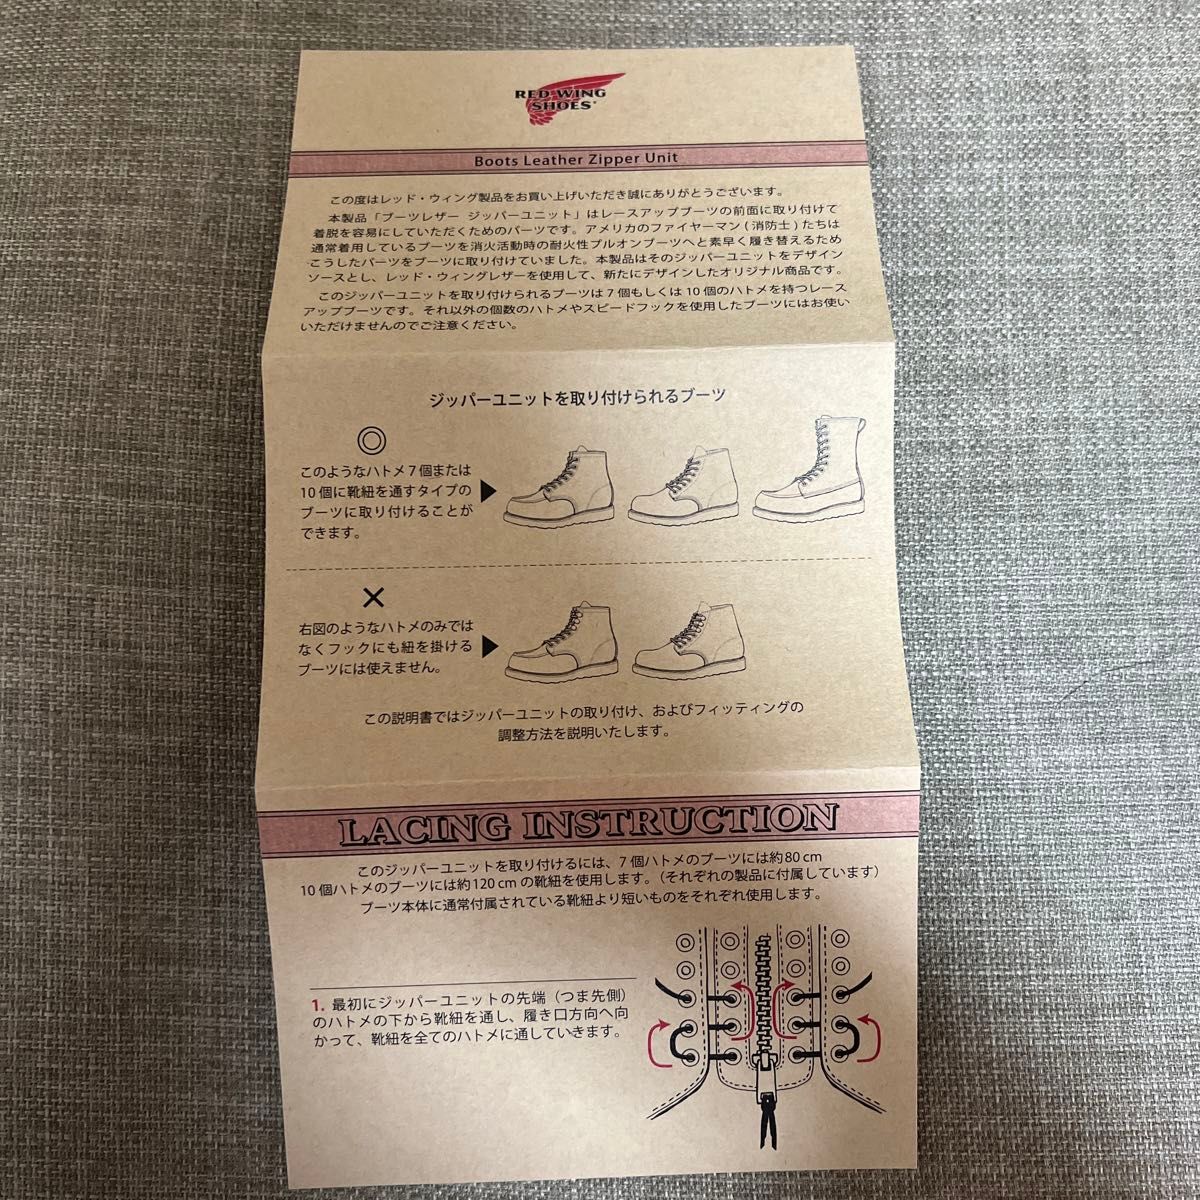 RED WING
SHOES
Boots Leather Zipper Unit
この度はレッド・ウィング製品をお買い上げいただき誠にありがとうございます。
本製品「ブーツレザー ジッパーユニット」はレースアップブーツの前面に取り付けて
着脱を容易にしていただくためのパーツです。アメリカのファイヤーマン(消防士)たちは
通常着用しているブーツを消火活動時の耐火性プルオンブーツへと素早く履き替えるため
こうしたパーツをブーツに取り付けていました。本製品はそのジッパーユニットをデザイン
ソースとし、レッド・ウィングレザーを使用して、新たにデザインしたオリジナル商品です。
このジッパーユニットを取り付けられるブーツは7個もしくは10個のハトメを持つレース
アップブーツです。それ以外の個数のハトメやスピードフックを使用したブーツにはお使い
いただけませんのでご注意ください。
ジッパーユニットを取り付けられるブーツ
◎
このようなハトメ7個または
10個に靴紐を通すタイプの
ブーツに取り付けることが
できます。
×
右図のようなハトメのみでは
なくフックにも紐を掛ける
ブーツには使えません。
この説明書ではジッパーユニットの取り付け、およびフィッティングの
調整方法を説明いたします。
LACING INSTRUCTION
このジッパーユニットを取り付けるには、7個ハトメのブーツには約80cm
10個ハトメのブーツには約120cmの靴紐を使用します。(それぞれの製品に付属しています)
ブーツ本体に通常付属されている靴紐より短いものをそれぞれ使用します。
1. 最初にジッパーユニットの先端(つま先側)
のハトメの下から靴紐を通し、履き口方向へ向
かって、靴紐を全てのハトメに通していきます。